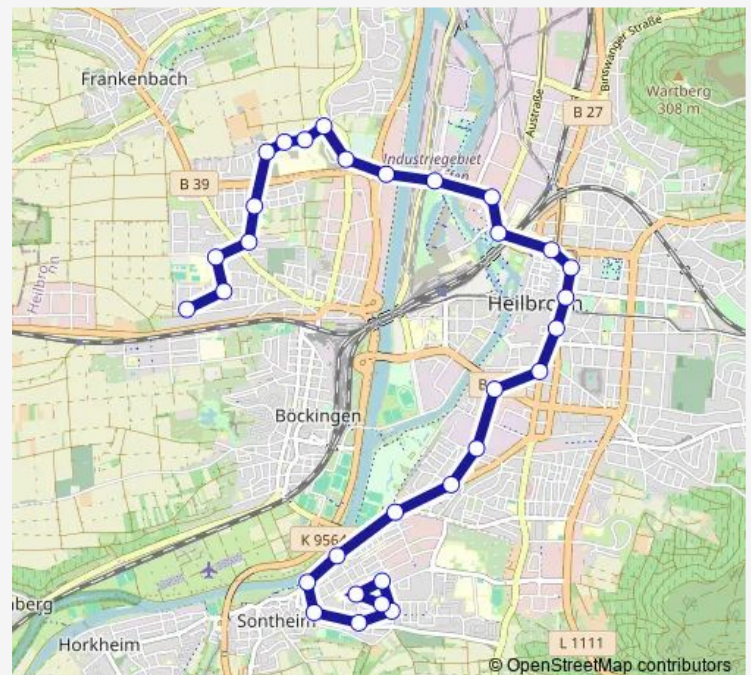 Frankenbach
Binswanger Straße
Wartberg
308 m
Austraße
B 27
Industriegebiet
B 39
Heilbronn
Böckingen
K 9564
Sontheim
Horkheim
L 1111
© OpenStreetMap contributors